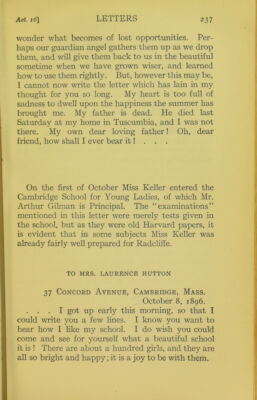 Aet. 16] LETTERS 237
wonder what becomes of lost opportunities. Per-
haps our guardian angel gathers them up as we drop
them, and will give them back to us in the beautiful
sometime when we have grown wiser, and learned
how to use them rightly. But, however this may be,
I cannot now write the letter which has lain in my
thought for you so long. My heart is too full of
sadness to dwell upon the happiness the summer has
brought me. My father is dead. He died last
Saturday at my home in Tuscumbia, and I was not
there. My own dear loving father! Oh, dear
friend, how shall I ever bear it! . . .
On the first of October Miss Keller entered the
Cambridge School for Young Ladies, of which Mr.
Arthur Gilman is Principal. The "examinations"
mentioned in this letter were merely tests given in
the school, but as they were old Harvard papers, it
is evident that in some subjects Miss Keller was
already fairly well prepared for Radcliffe.
TO MRS. LAURENCE HUTTON
37 CONCORD AVENUE, CAMBRIDGE, MASS.
October 8, 1896.
. . . I got up early this morning, so that I
could write you a few lines. I know you want to
hear how I like my school. I do wish you could
come and see for yourself what a beautiful school
it is! There are about a hundred girls, and they are
all so bright and happy; it is a joy to be with them.